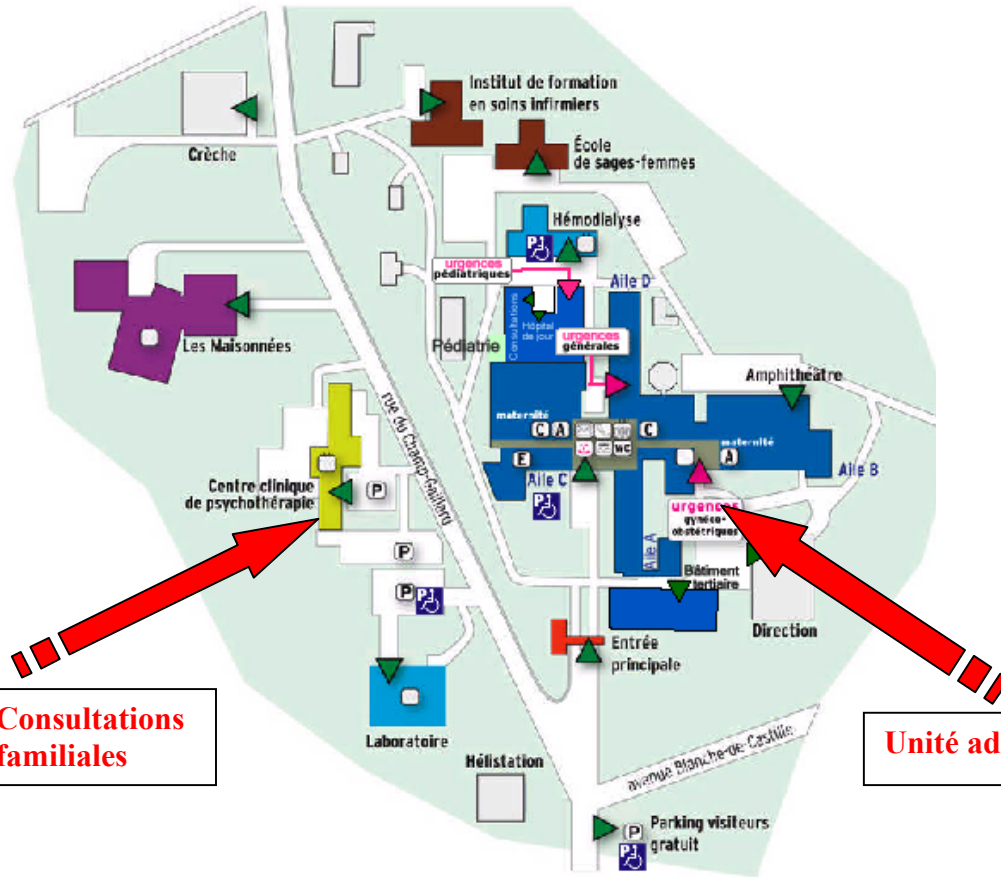 Institut de formation
en soins infirmiers
Crèche
École
de sages-femmes
Hémodialyse
P
urgences
pédiatriques
Aile D
Consultations
Hôpital
de jour
urgences
générales
Pédiatrie
Les Maisonnées
Amphithéâtre
rue du Champ-Gaillard
maternité
C A
C
WC
maternité
A
E
Aile C
Aile B
P
Centre clinique
de psychothérapie
P
urgences
gynéco-
obstétriques
Aile A
P
Bâtiment
tertiaire
P
P
Direction
Entrée
principale
Consultations
familiales
Unité ad
Laboratoire
Hélistation
avenue Blanche-de-Castille
Parking visiteurs
gratuit
P
P